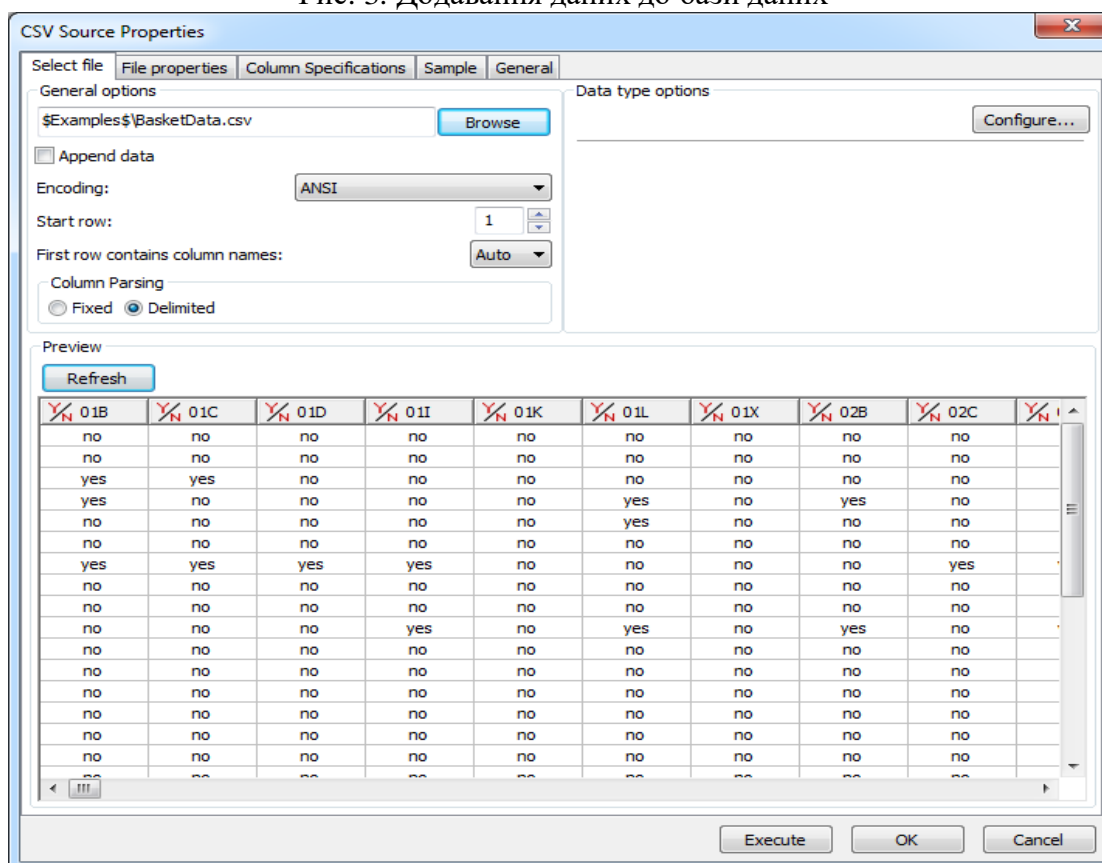 Рис. 3. Додавання даних до бази даних
CSV Source Properties
Select file File properties Column Specifications Sample General
General options
Data type options
$Examples$\BasketData.csv Browse
Configure...
Append data
Encoding: ANSI
Start row: 1
First row contains column names: Auto
Column Parsing
Fixed Delimited
Preview
Refresh
Y/N 01B Y/N 01C Y/N 01D Y/N 01I Y/N 01K Y/N 01L Y/N 01X Y/N 02B Y/N 02C Y/N
no no no no no no no no no
no no no no no no no no no
yes yes no no no no no no no
yes no no no no yes no yes no
no no no no no yes no no no
no no no no no no no no no
yes yes yes yes no no no no yes
no no no no no no no no no
no no no no no no no no no
no no no yes no yes no yes no
no no no no no no no no no
no no no no no no no no no
no no no no no no no no no
no no no no no no no no no
no no no no no no no no no
no no no no no no no no no
Execute OK Cancel